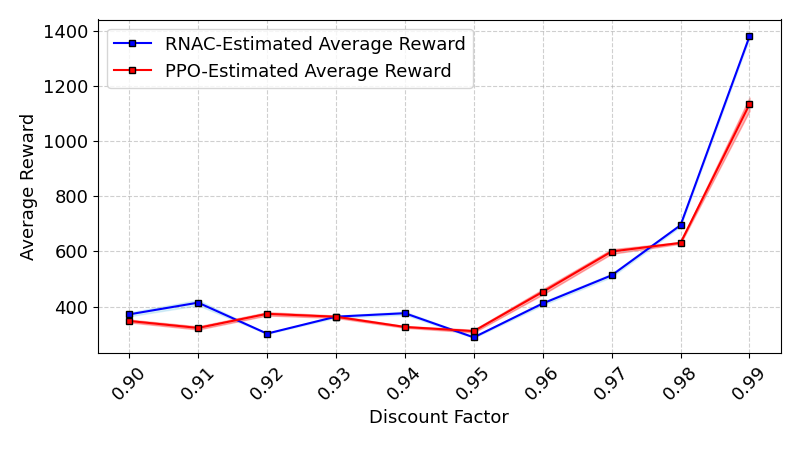 RNAC-Estimated Average Reward
PPO-Estimated Average Reward
Average Reward
1400
1200
1000
800
600
400
0.90 0.91 0.92 0.93 0.94 0.95 0.96 0.97 0.98 0.99
Discount Factor